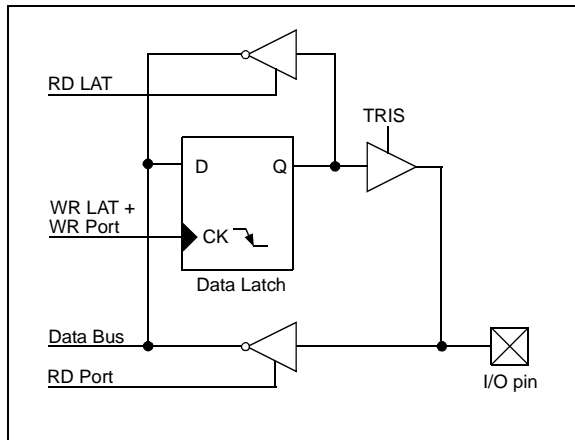 RD LAT
TRIS
D
Q
WR LAT +
WR Port
CK
Data Latch
Data Bus
RD Port
I/O pin